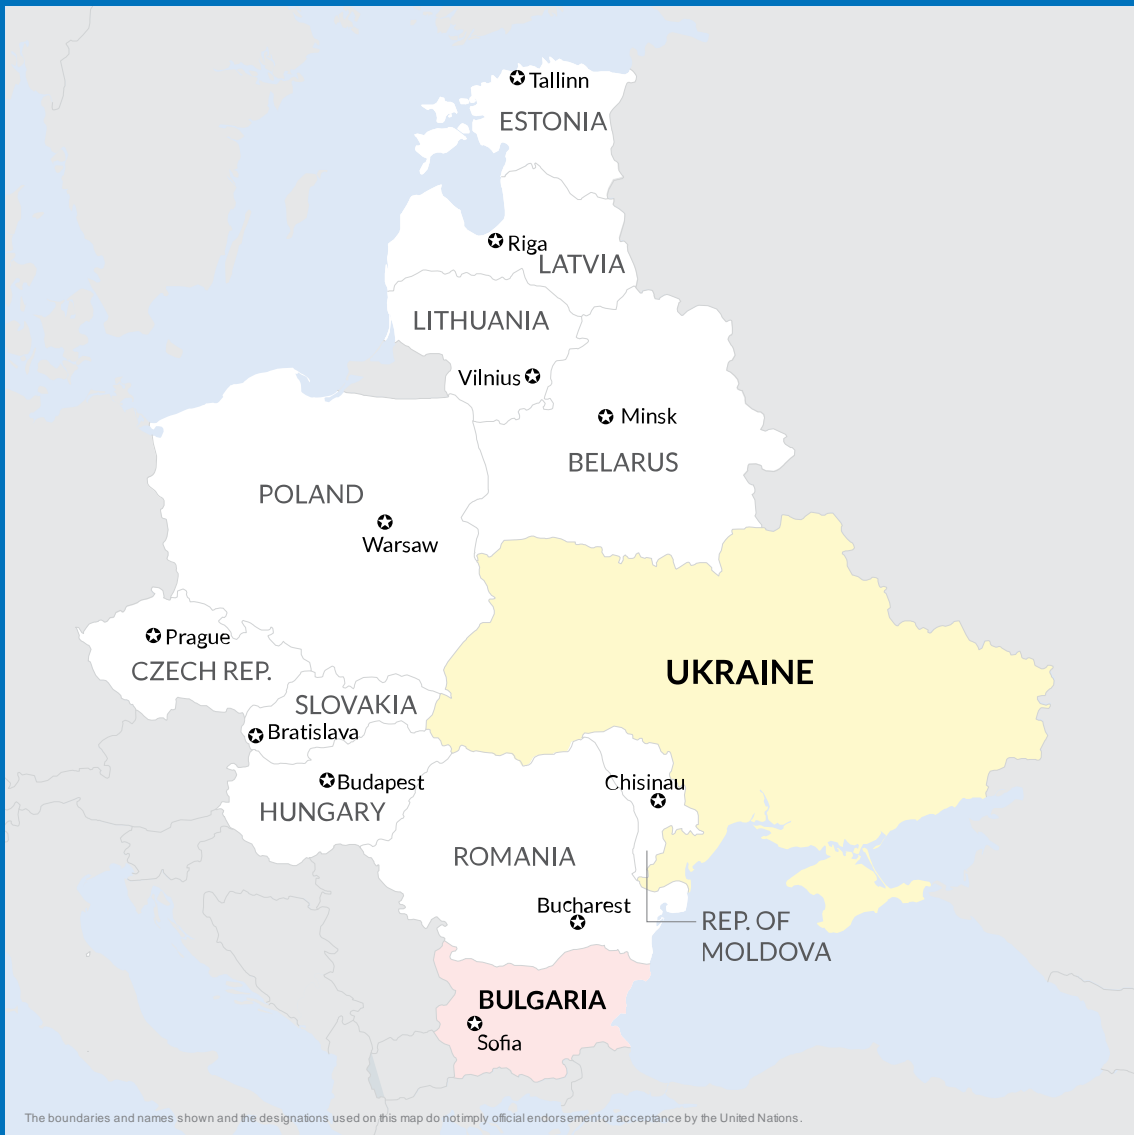 Tallinn
ESTONIA
Riga
LATVIA
LITHUANIA
Vilnius
Minsk
BELARUS
POLAND
Warsaw
Prague
CZECH REP.
UKRAINE
SLOVAKIA
Bratislava
Budapest
HUNGARY
Chisinau
ROMANIA
Bucharest
REP. OF
MOLDOVA
BULGARIA
Sofia
The boundaries and names shown and the designations used on this map do not imply official endorsement or acceptance by the United Nations.